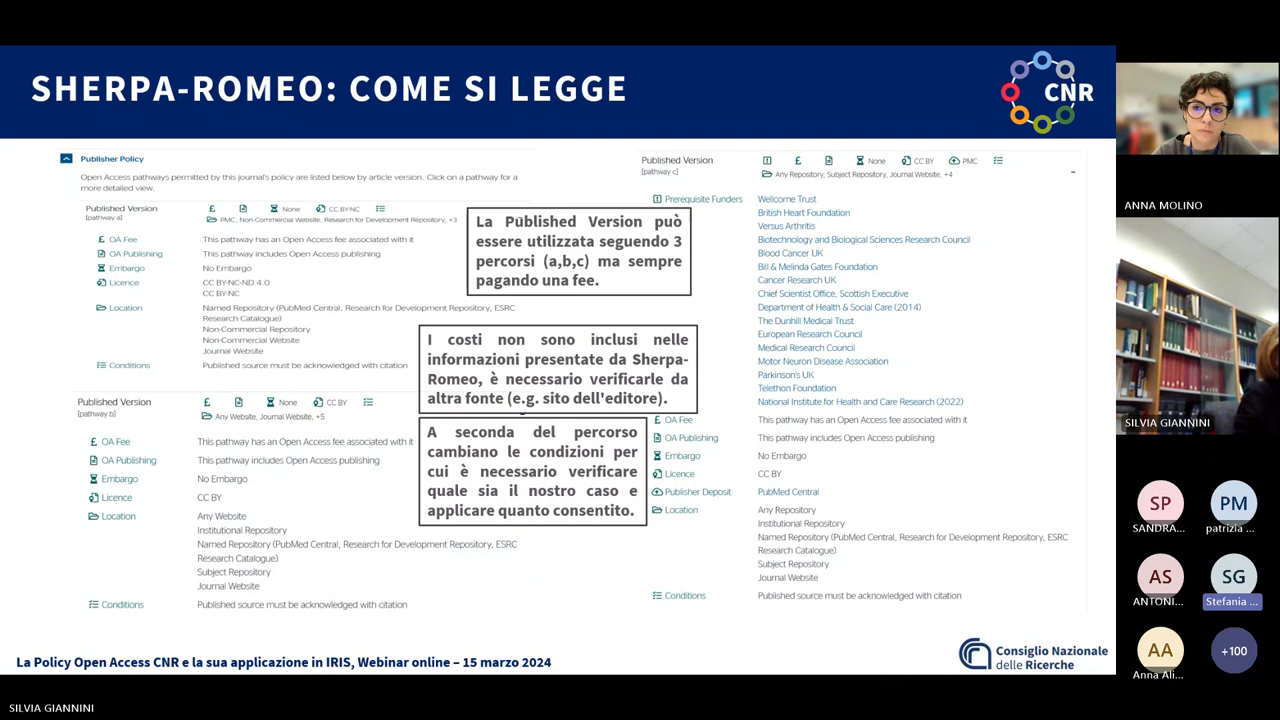 SHERPA-ROMEO: COME SI LEGGE
CNR
Publisher Policy
Open Access pathways permitted by this journal's policy are listed below by article version. Click on a pathway for a
more detailed view.
Published Version
[pathway a]
None
CC BY-NC
PMC, Non-Commercial Website, Research for Development Repository, +3
OA Fee
This pathway has an Open Access fee associated with it
OA Publishing
This pathway includes Open Access publishing
Embargo
No Embargo
Licence
CC BY-NC-ND 4.0
CC BY-NC
Location
Named Repository (PubMed Central, Research for Development Repository, ESRC
Research Catalogue)
Non-Commercial Repository
Non-Commercial Website
Journal Website
Conditions
Published source must be acknowledged with citation
Published Version
[pathway b]
None
CC BY
Any Website, Journal Website, +5
OA Fee
This pathway has an Open Access fee associated with it
OA Publishing
This pathway includes Open Access publishing
Embargo
No Embargo
Licence
CC BY
Location
Any Website
Institutional Repository
Named Repository (PubMed Central, Research for Development Repository, ESRC
Research Catalogue)
Subject Repository
Journal Website
Conditions
Published source must be acknowledged with citation
La Published Version può
essere utilizzata seguendo 3
percorsi (a,b,c) ma sempre
pagando una fee.
I costi non sono inclusi nelle
informazioni presentate da Sherpa-
Romeo, è necessario verificarle da
altra fonte (e.g. sito dell'editore).
A seconda del percorso
cambiano le condizioni per
cui è necessario verificare
quale sia il nostro caso e
applicare quanto consentito.
Published Version
[pathway c]
None
CC BY
PMC
Any Repository, Subject Repository, Journal Website, +4
Prerequisite Funders
Wellcome Trust
British Heart Foundation
Versus Arthritis
Biotechnology and Biological Sciences Research Council
Blood Cancer UK
Bill & Melinda Gates Foundation
Cancer Research UK
Chief Scientist Office, Scottish Executive
Department of Health & Social Care (2014)
The Dunhill Medical Trust
European Research Council
Medical Research Council
Motor Neuron Disease Association
Parkinson's UK
Telethon Foundation
National Institute for Health and Care Research (2022)
OA Fee
This pathway has an Open Access fee associated with it
OA Publishing
This pathway includes Open Access publishing
Embargo
No Embargo
Licence
CC BY
Publisher Deposit
PubMed Central
Location
Any Repository
Institutional Repository
Named Repository (PubMed Central, Research for Development Repository, ESRC
Research Catalogue)
Subject Repository
Journal Website
Conditions
Published source must be acknowledged with citation
La Policy Open Access CNR e la sua applicazione in IRIS, Webinar online – 15 marzo 2024
Consiglio Nazionale
delle Ricerche
ANNA MOLINO
SILVIA GIANNINI
SP
SANDRA...
PM
patrizia ...
AS
ANTONI...
SG
Stefania ...
AA
Anna Ali...
+100
SILVIA GIANNINI